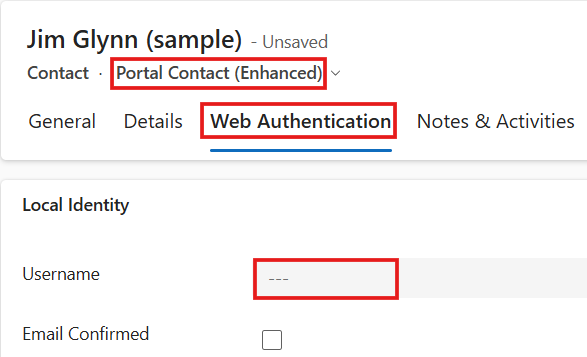 Jim Glynn (sample) - Unsaved
Contact · Portal Contact (Enhanced)
General Details Web Authentication Notes & Activities
Local Identity
Username ---
Email Confirmed